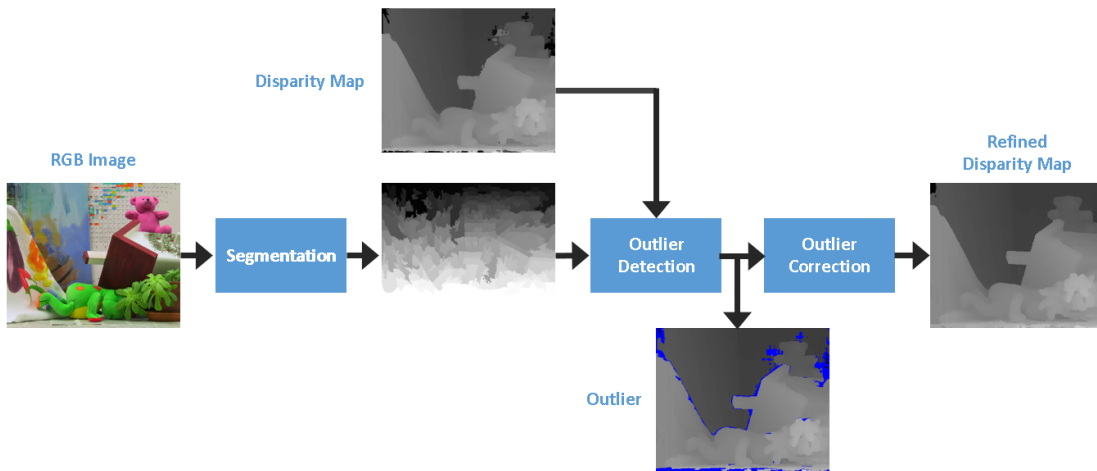 Disparity Map
RGB Image
Segmentation
Outlier
Detection
Outlier
Correction
Refined
Disparity Map
Outlier